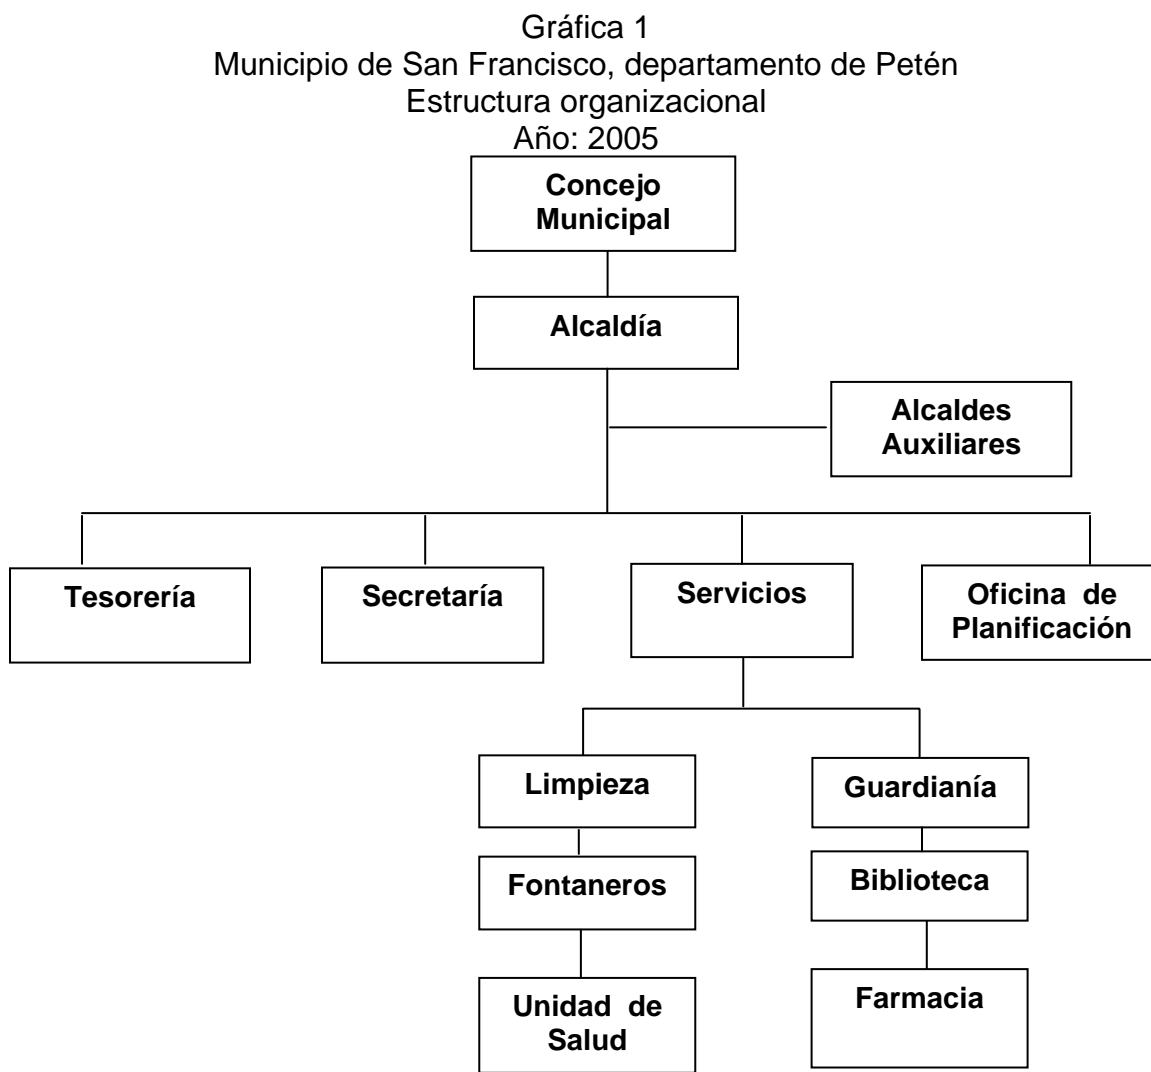 Gráfica 1
Municipio de San Francisco, departamento de Petén
Estructura organizacional
Año: 2005
Concejo
Municipal
Alcaldía
Alcaldes
Auxiliares
Tesorería
Secretaría
Servicios
Oficina de
Planificación
Limpieza
Guardianía
Fontaneros
Biblioteca
Unidad de
Salud
Farmacia